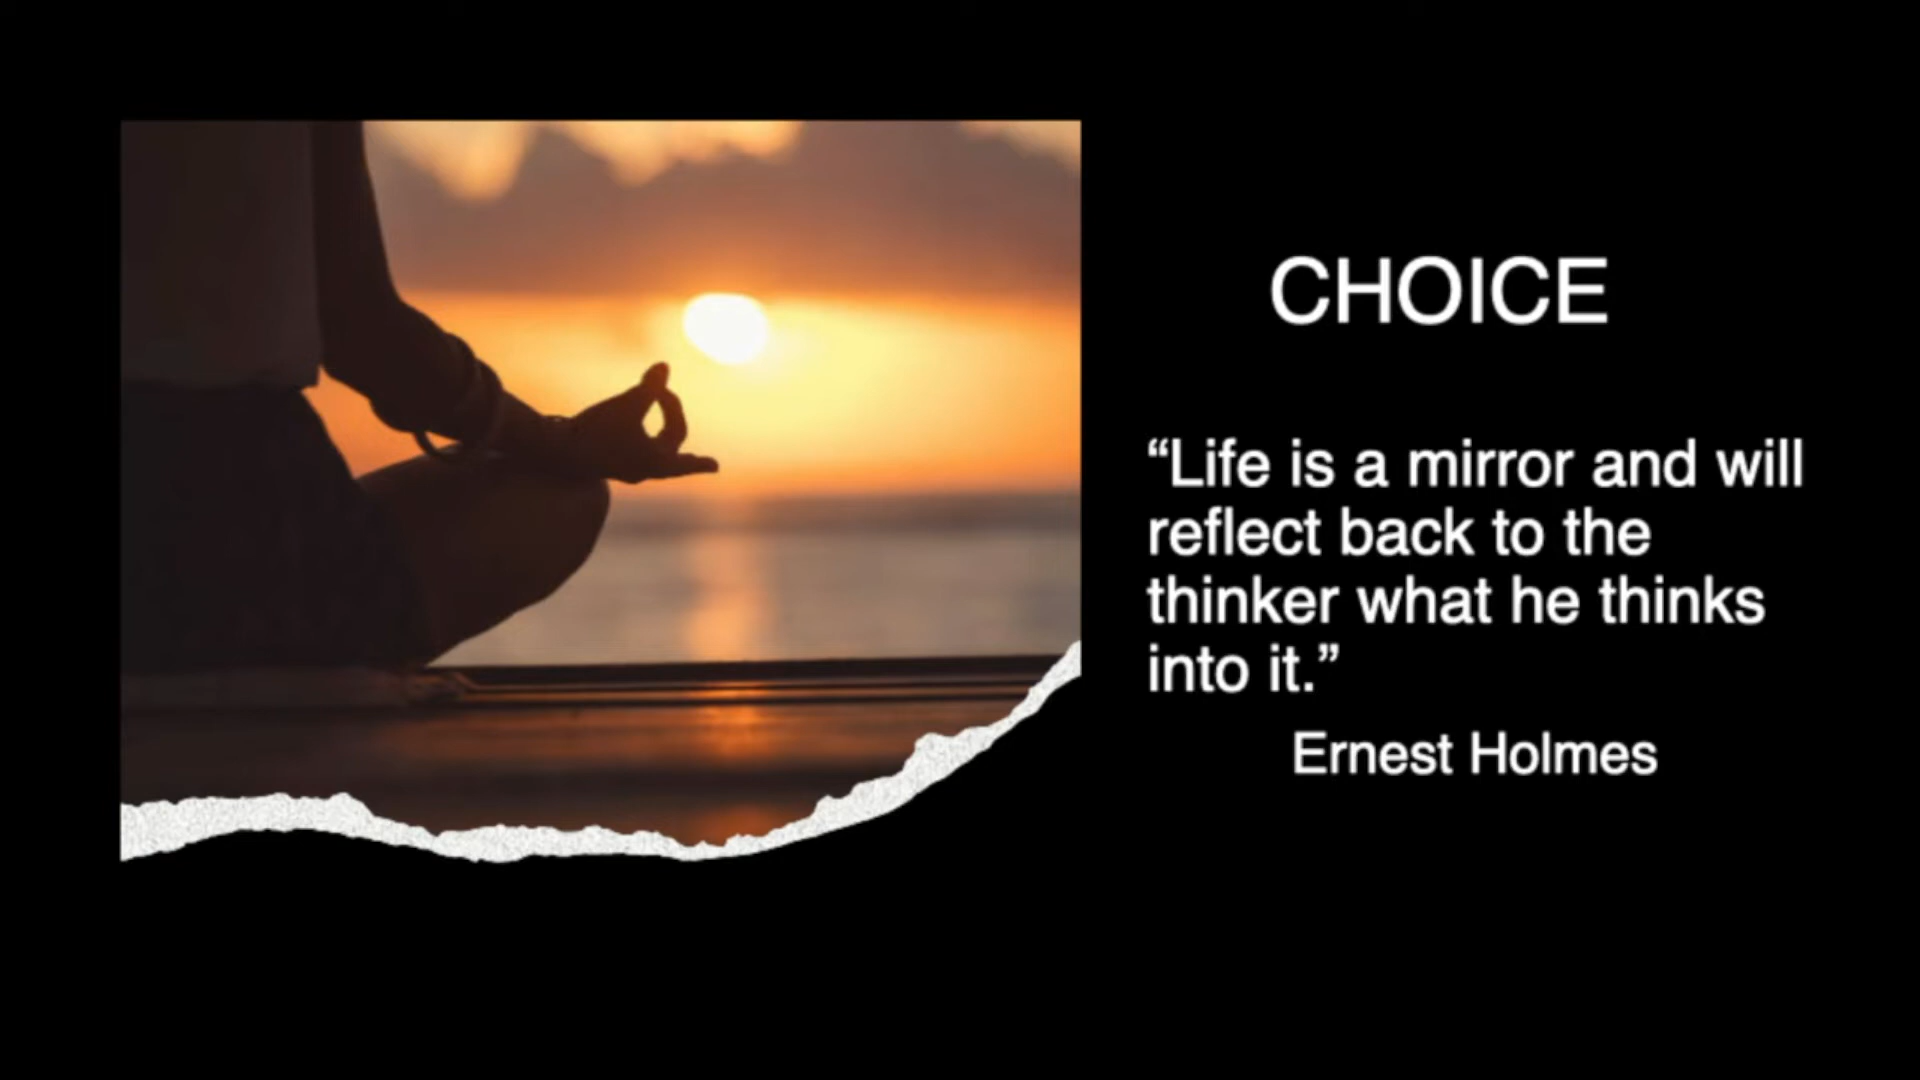 CHOICE
“Life is a mirror and will
reflect back to the
thinker what he thinks
into it.”
Ernest Holmes